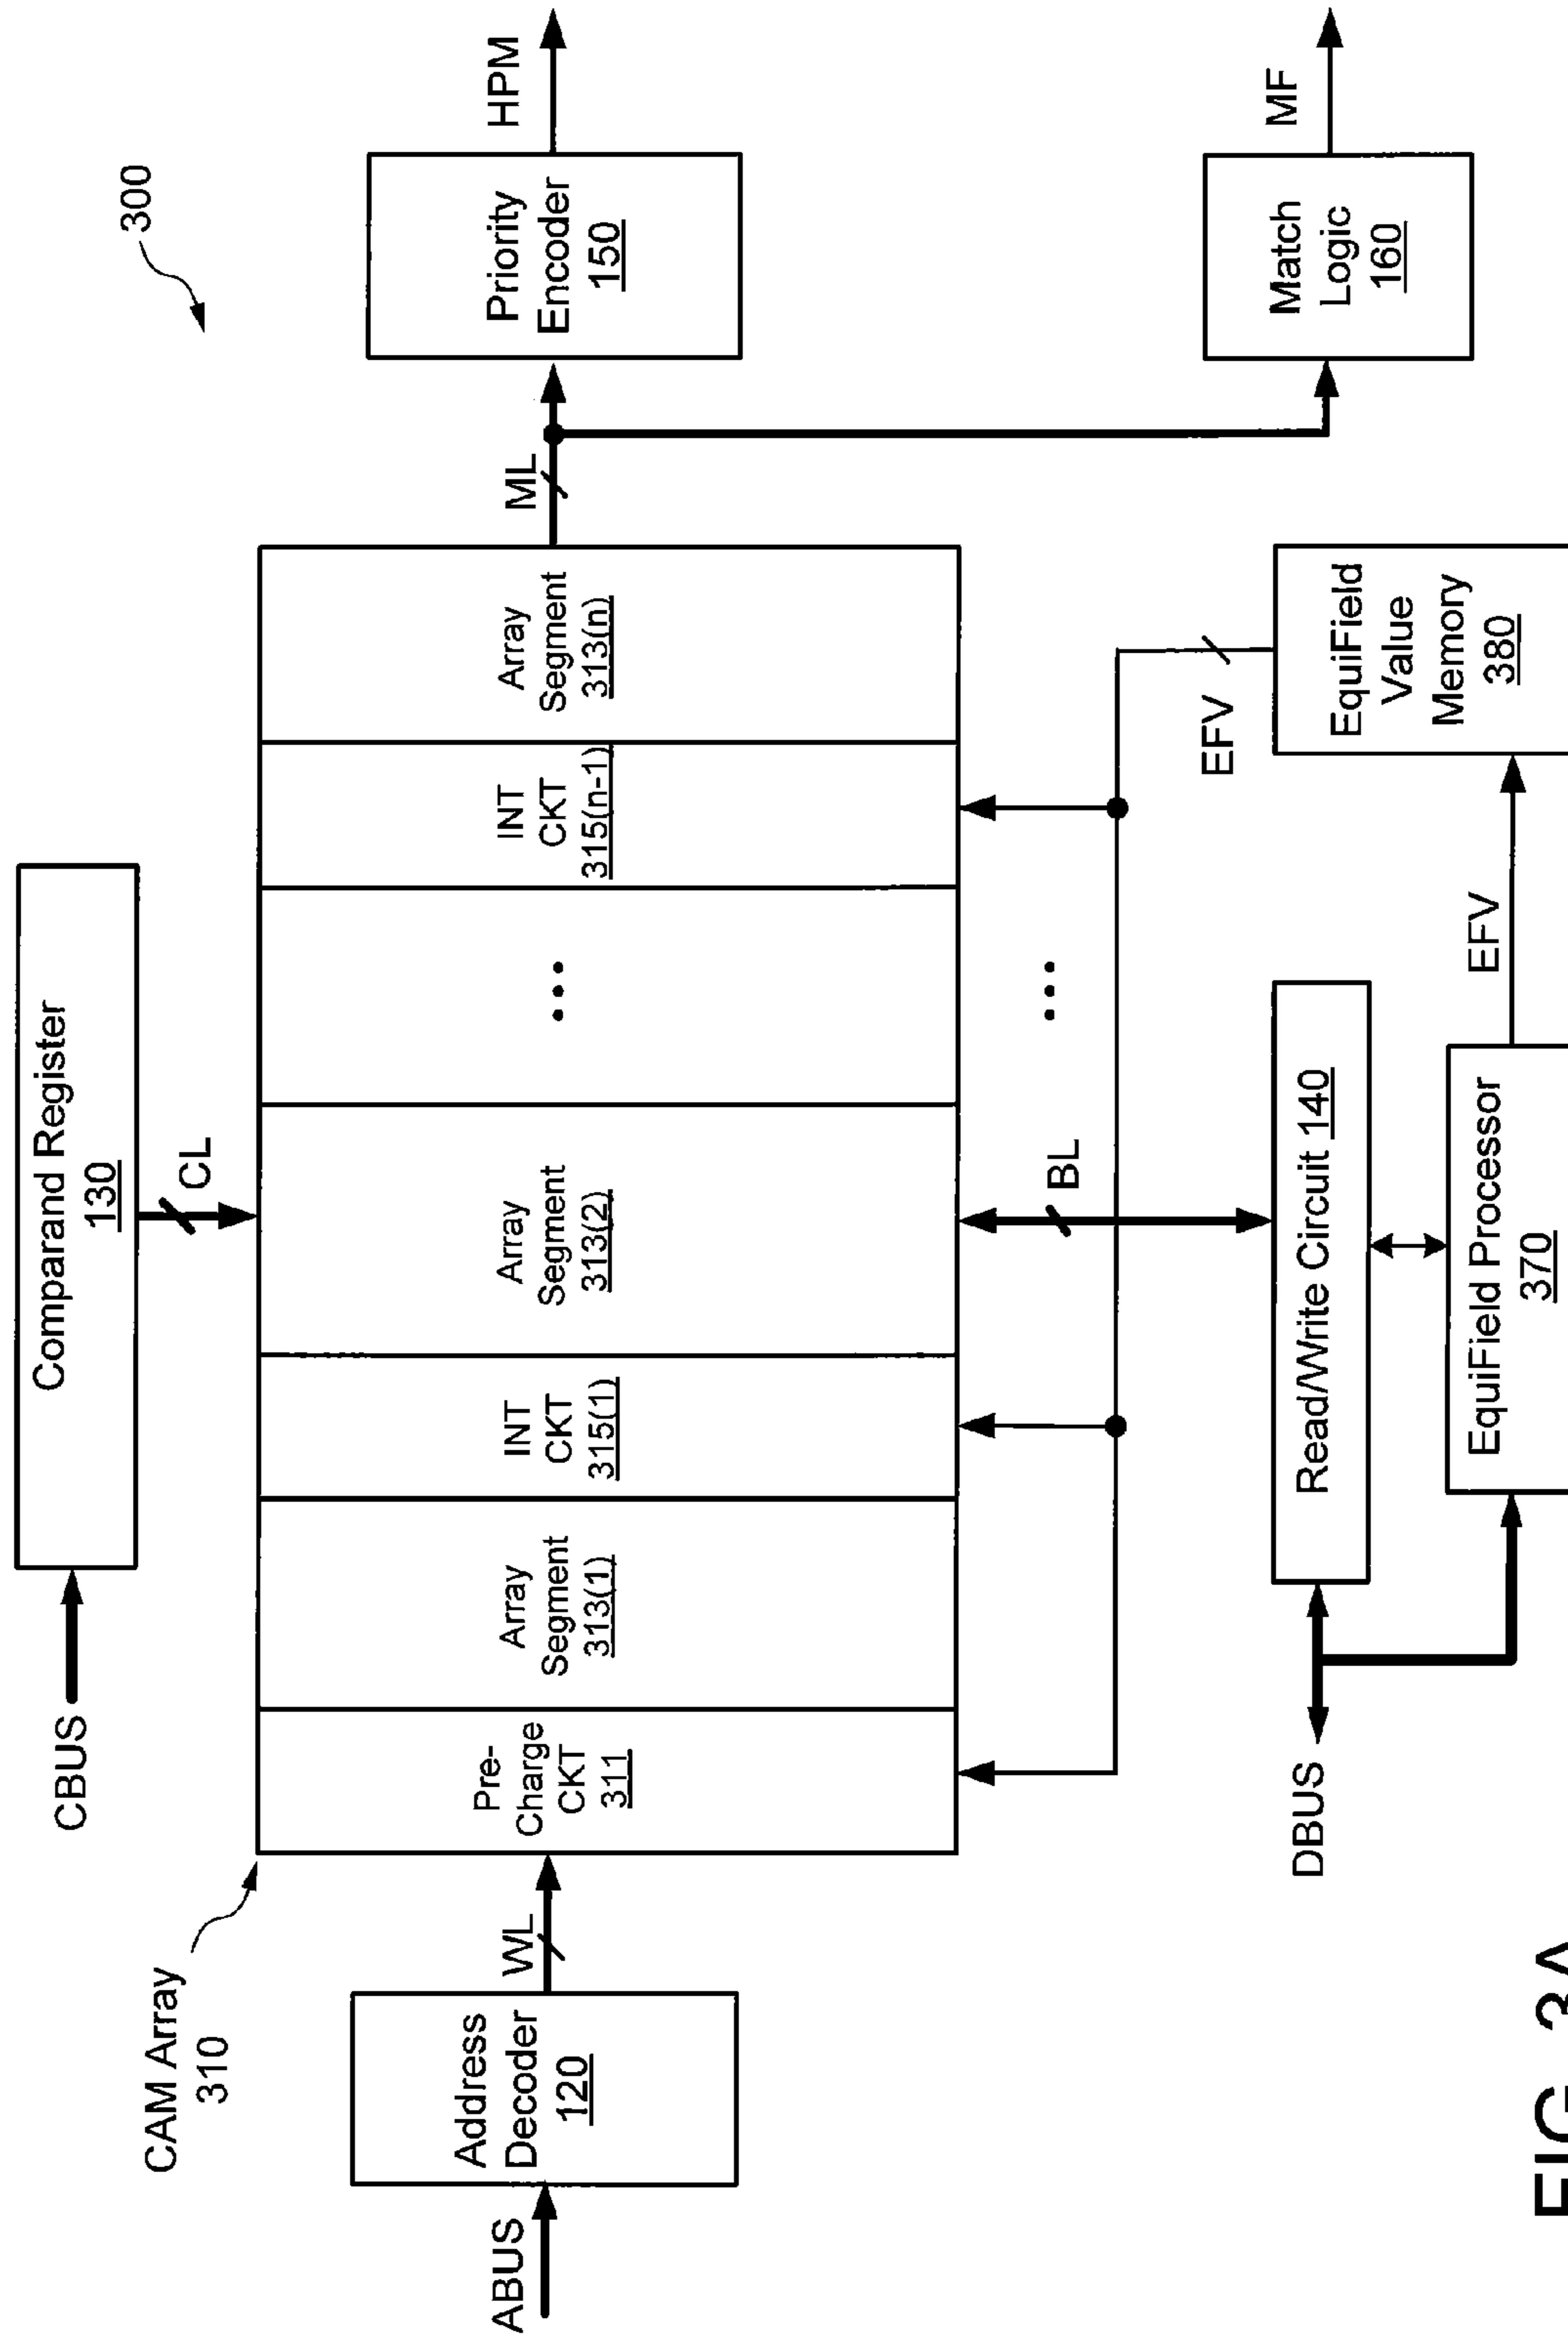 300
CBUS
Comparand Register
130
CL
CAM Array
310
ABUS
Address
Decoder
120
WL
Pre-
Charge
CKT
311
Array
Segment
313(1)
INT
CKT
315(1)
Array
Segment
313(2)
...
INT
CKT
315(n-1)
Array
Segment
313(n)
ML
Priority
Encoder
150
HPM
Match
Logic
160
MF
BL
...
EFV
DBUS
Read/Write Circuit 140
EquiField Processor
370
EFV
EquiField
Value
Memory
380
FIG. 3A